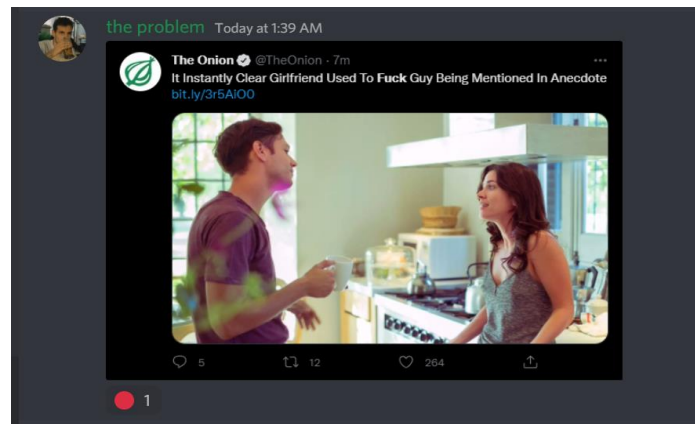 the problem Today at 1:39 AM
The Onion @TheOnion · 7m
It Instantly Clear Girlfriend Used To Fuck Guy Being Mentioned In Anecdote
bit.ly/3r5AiO0
5 12 264
1